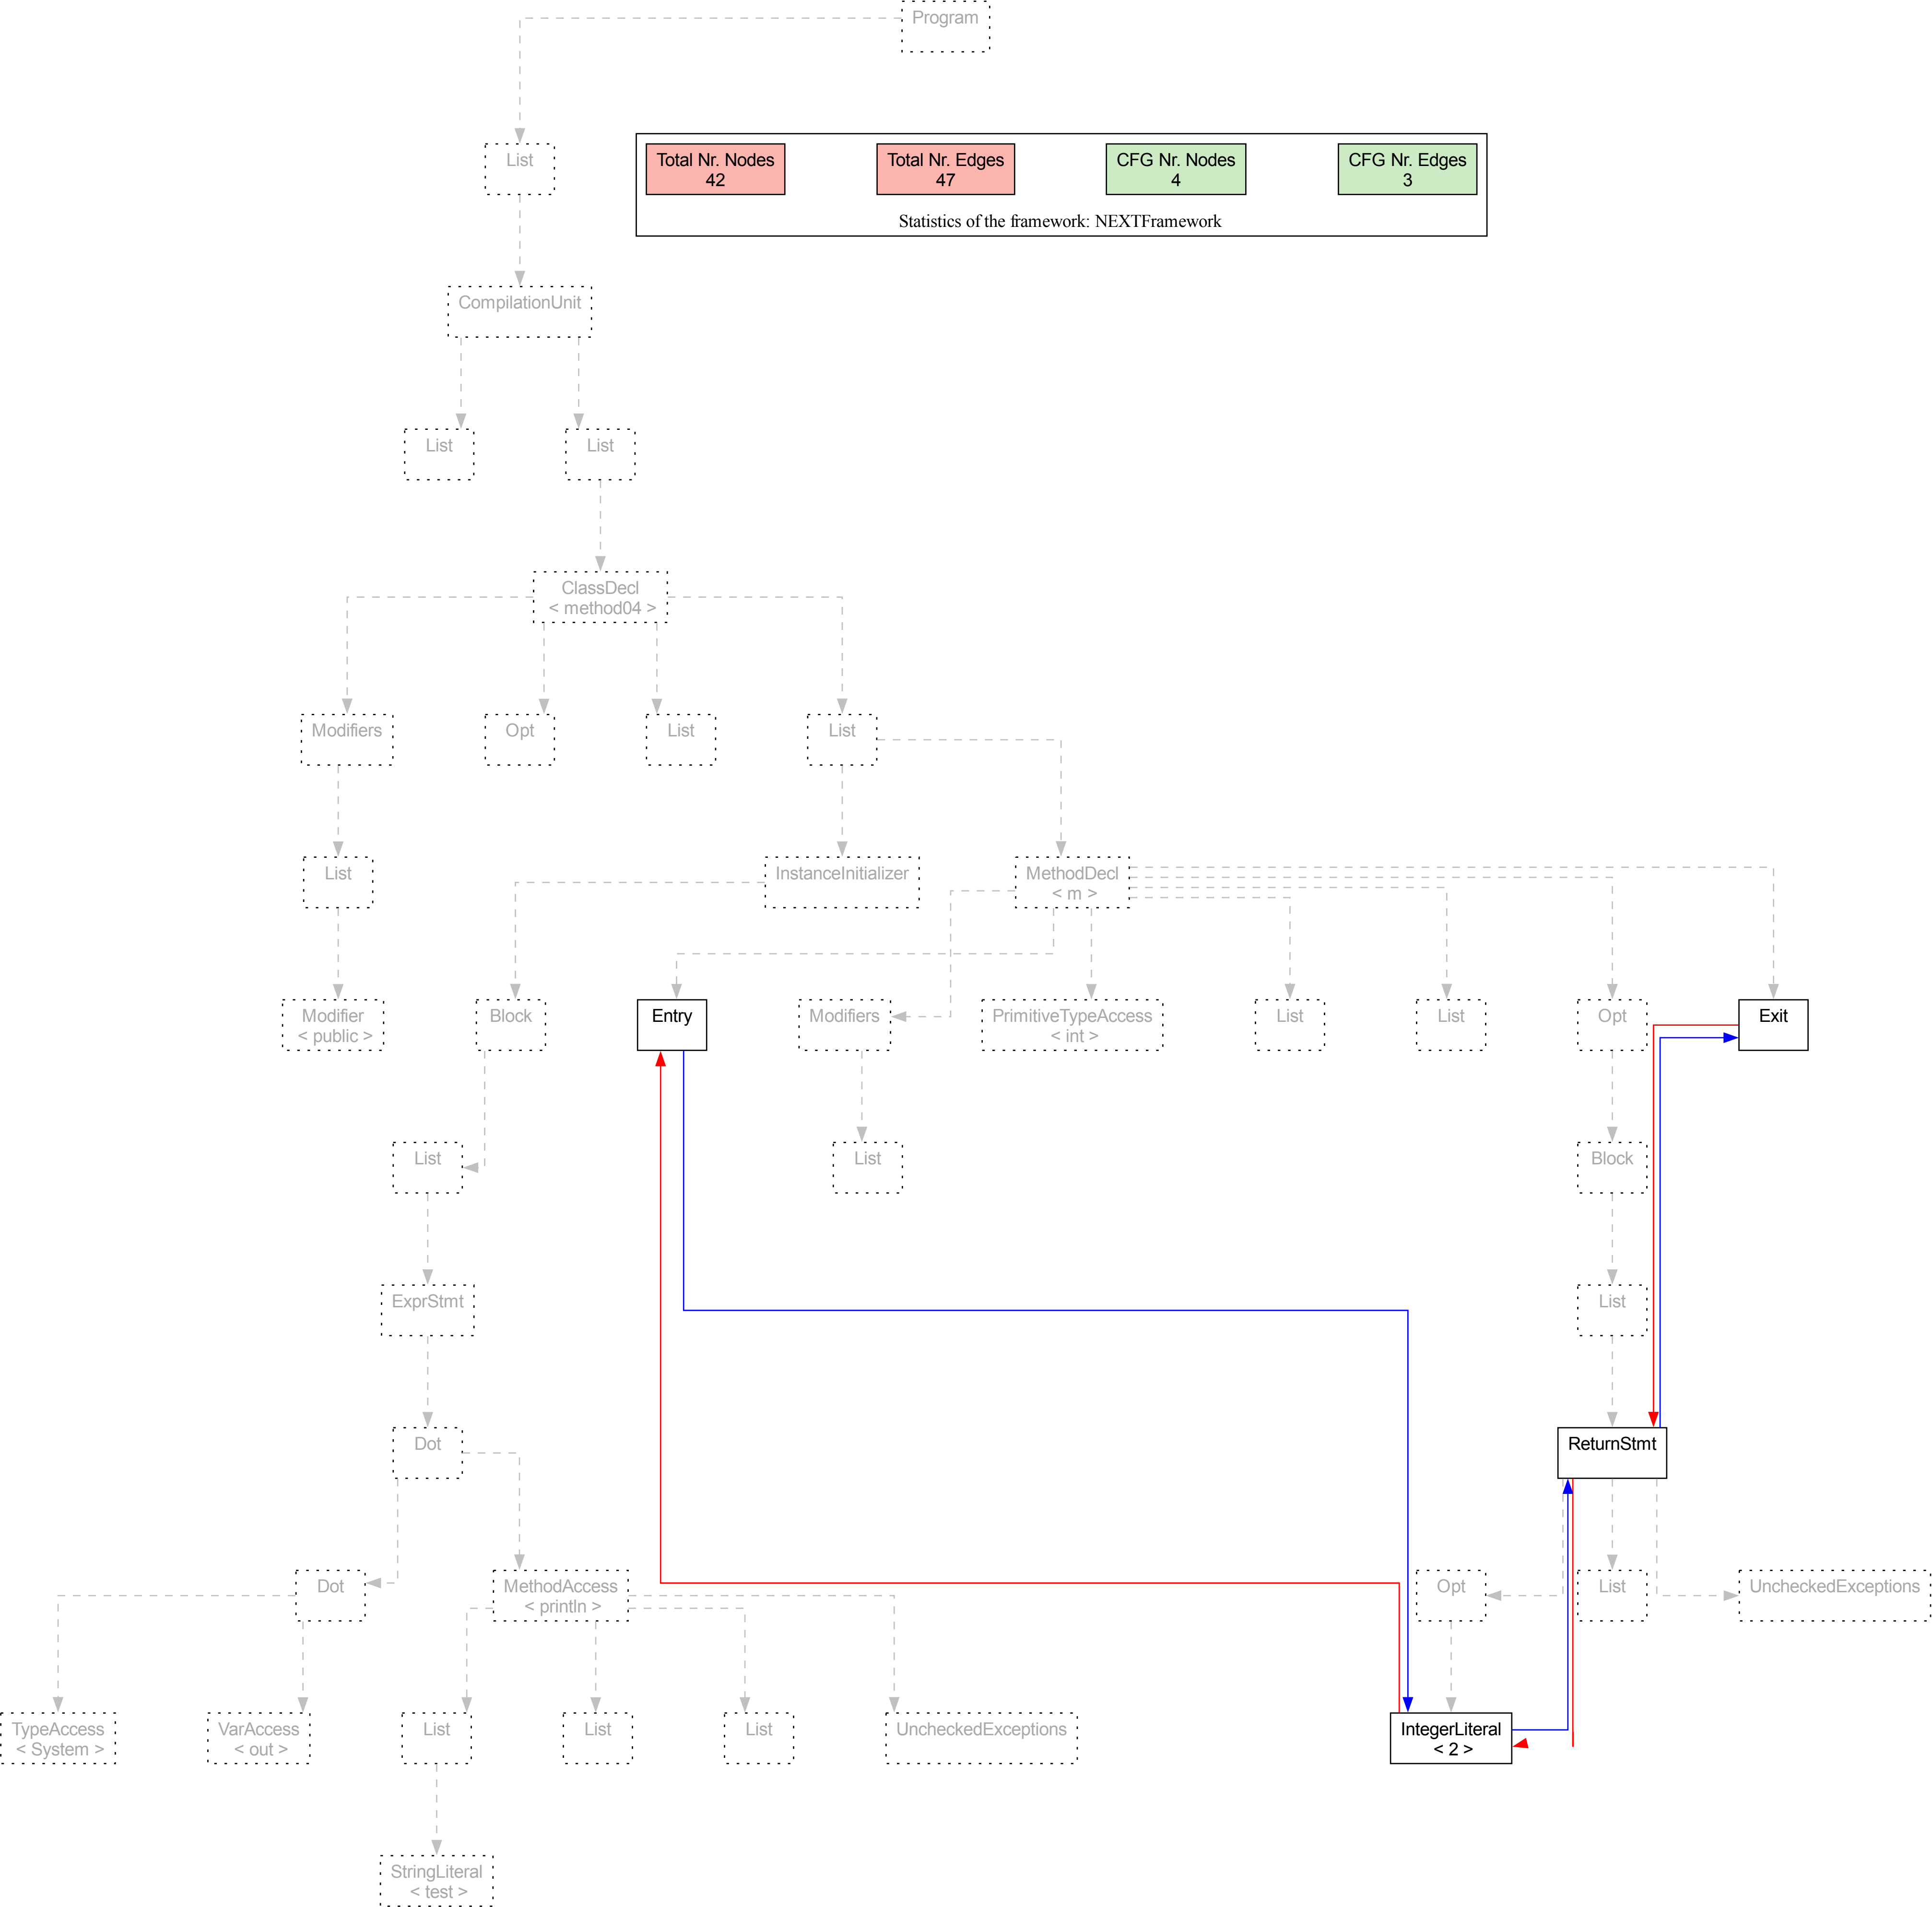 Program
List
Total Nr. Nodes
42
Total Nr. Edges
47
CFG Nr. Nodes
4
CFG Nr. Edges
3
Statistics of the framework: NEXTFramework
CompilationUnit
List
List
ClassDecl
< method04 >
Modifiers
Opt
List
List
List
InstanceInitializer
MethodDecl
< m >
Modifier
< public >
Block
Entry
Modifiers
PrimitiveTypeAccess
< int >
List
List
Opt
Exit
List
List
Block
ExprStmt
List
Dot
ReturnStmt
Dot
MethodAccess
< println >
Opt
List
UncheckedExceptions
TypeAccess
< System >
VarAccess
< out >
List
List
List
UncheckedExceptions
IntegerLiteral
< 2 >
StringLiteral
< test >